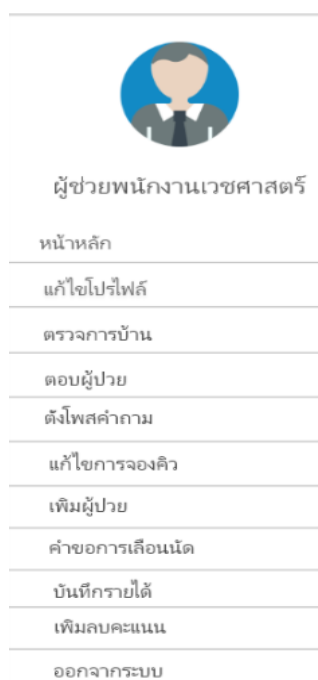 ผู้ช่วยพนักงานเวชศาสตร์
หน้าหลัก
แก้ไขโปรไฟล์
ตรวจการบ้าน
ตอบผู้ป่วย
ตั้งโพสคำถาม
แก้ไขการจองคิว
เพิ่มผู้ป่วย
คำขอการเลื่อนนัด
บันทึกรายได้
เพิ่มลบคะแนน
ออกจากระบบ